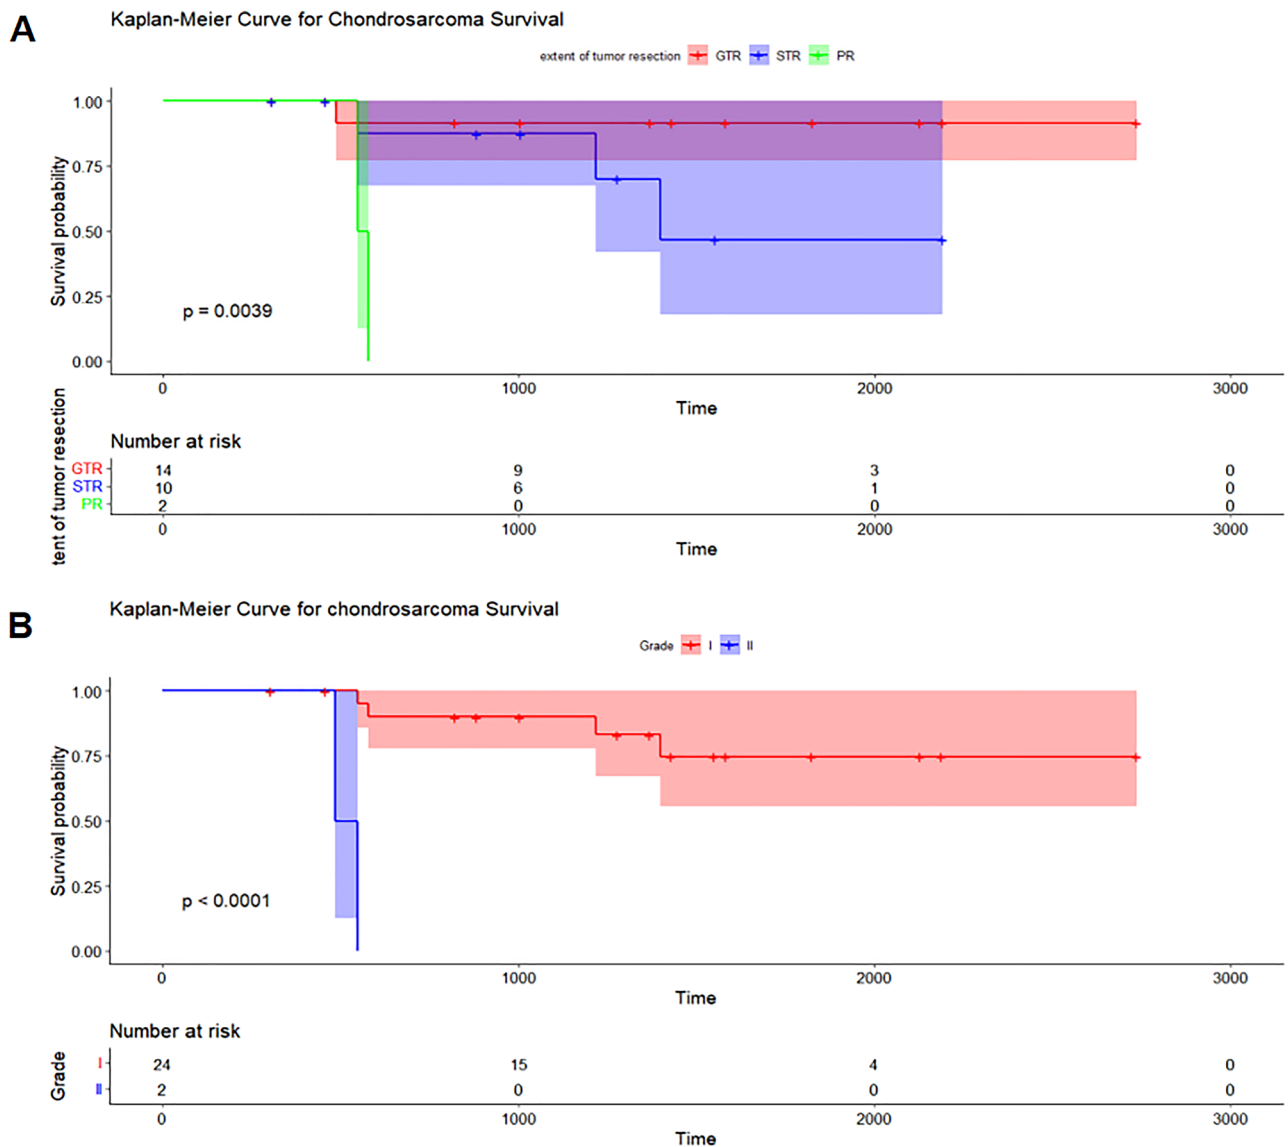 A
Kaplan-Meier Curve for Chondrosarcoma Survival
extent of tumor resection GTR STR PR
Survival probability
1.00
0.75
0.50
0.25
0.00
p = 0.0039
0 1000 2000 3000
Time
tent of tumor resection
Number at risk
GTR 14 9 3 0
STR 10 6 1 0
PR 2 0 0 0
0 1000 2000 3000
Time
B
Kaplan-Meier Curve for chondrosarcoma Survival
Grade I II
Survival probability
1.00
0.75
0.50
0.25
0.00
p < 0.0001
0 1000 2000 3000
Time
Number at risk
Grade
I 24 15 4 0
II 2 0 0 0
0 1000 2000 3000
Time